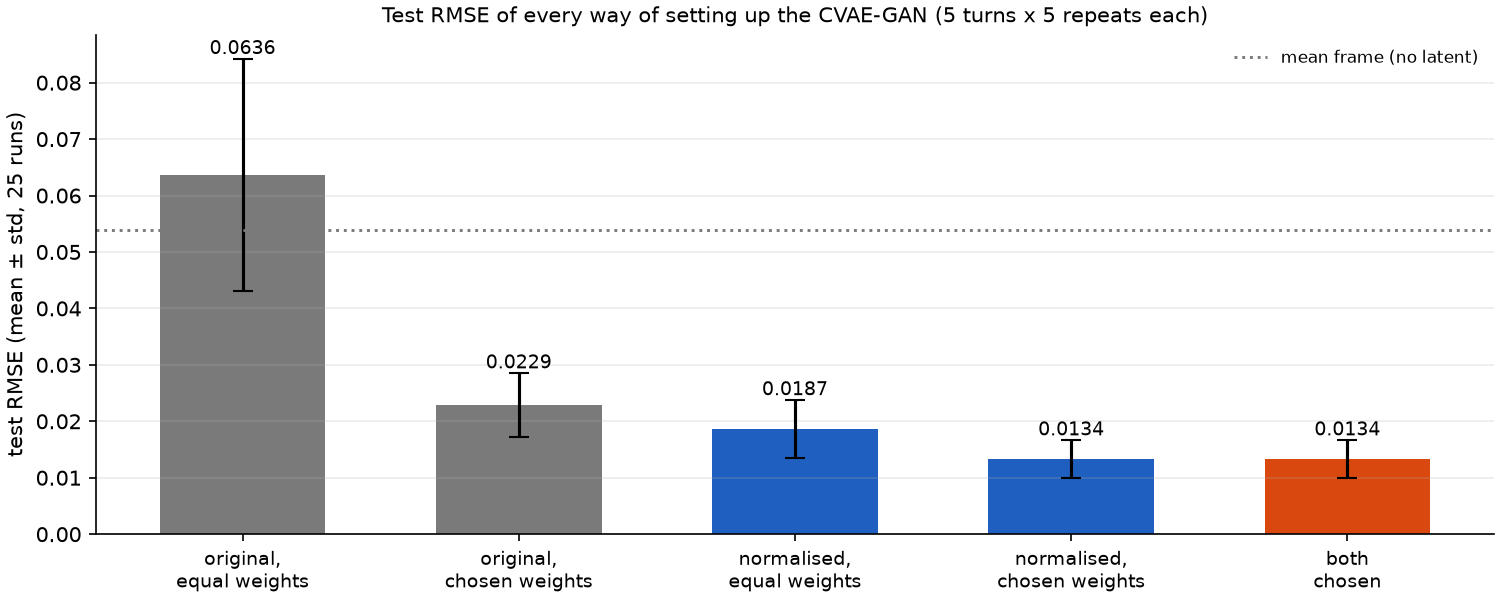 Test RMSE of every way of setting up the CVAE-GAN (5 turns x 5 repeats each)
mean frame (no latent)
test RMSE (mean ± std, 25 runs)
0.08
0.07
0.06
0.05
0.04
0.03
0.02
0.01
0.00
0.0636
0.0229
0.0187
0.0134
0.0134
original,
equal weights
original,
chosen weights
normalised,
equal weights
normalised,
chosen weights
both
chosen